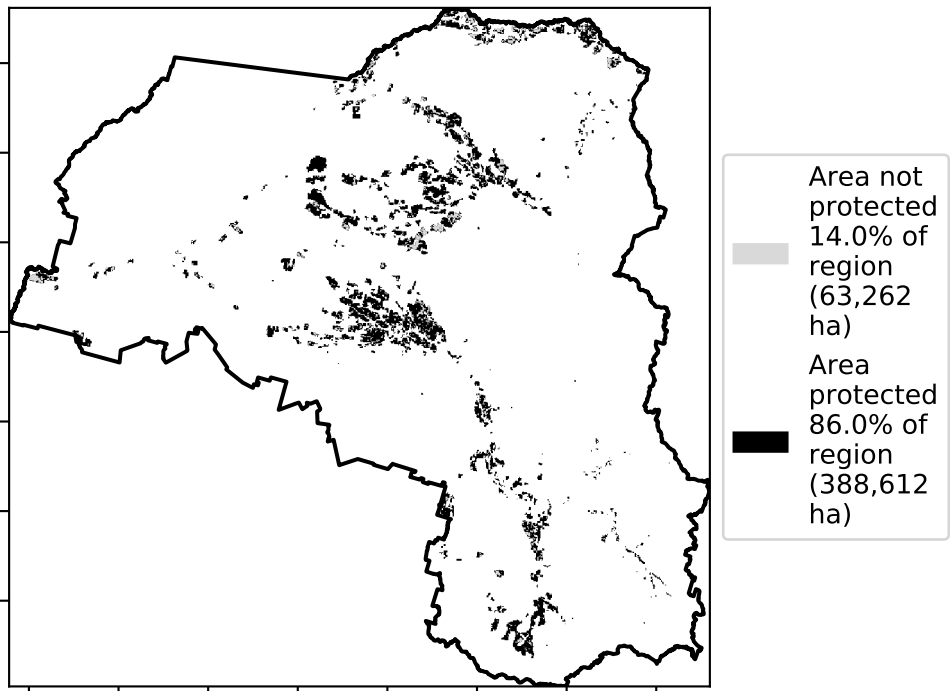 Area not
protected
14.0% of
region
(63,262
ha)
Area
protected
86.0% of
region
(388,612
ha)